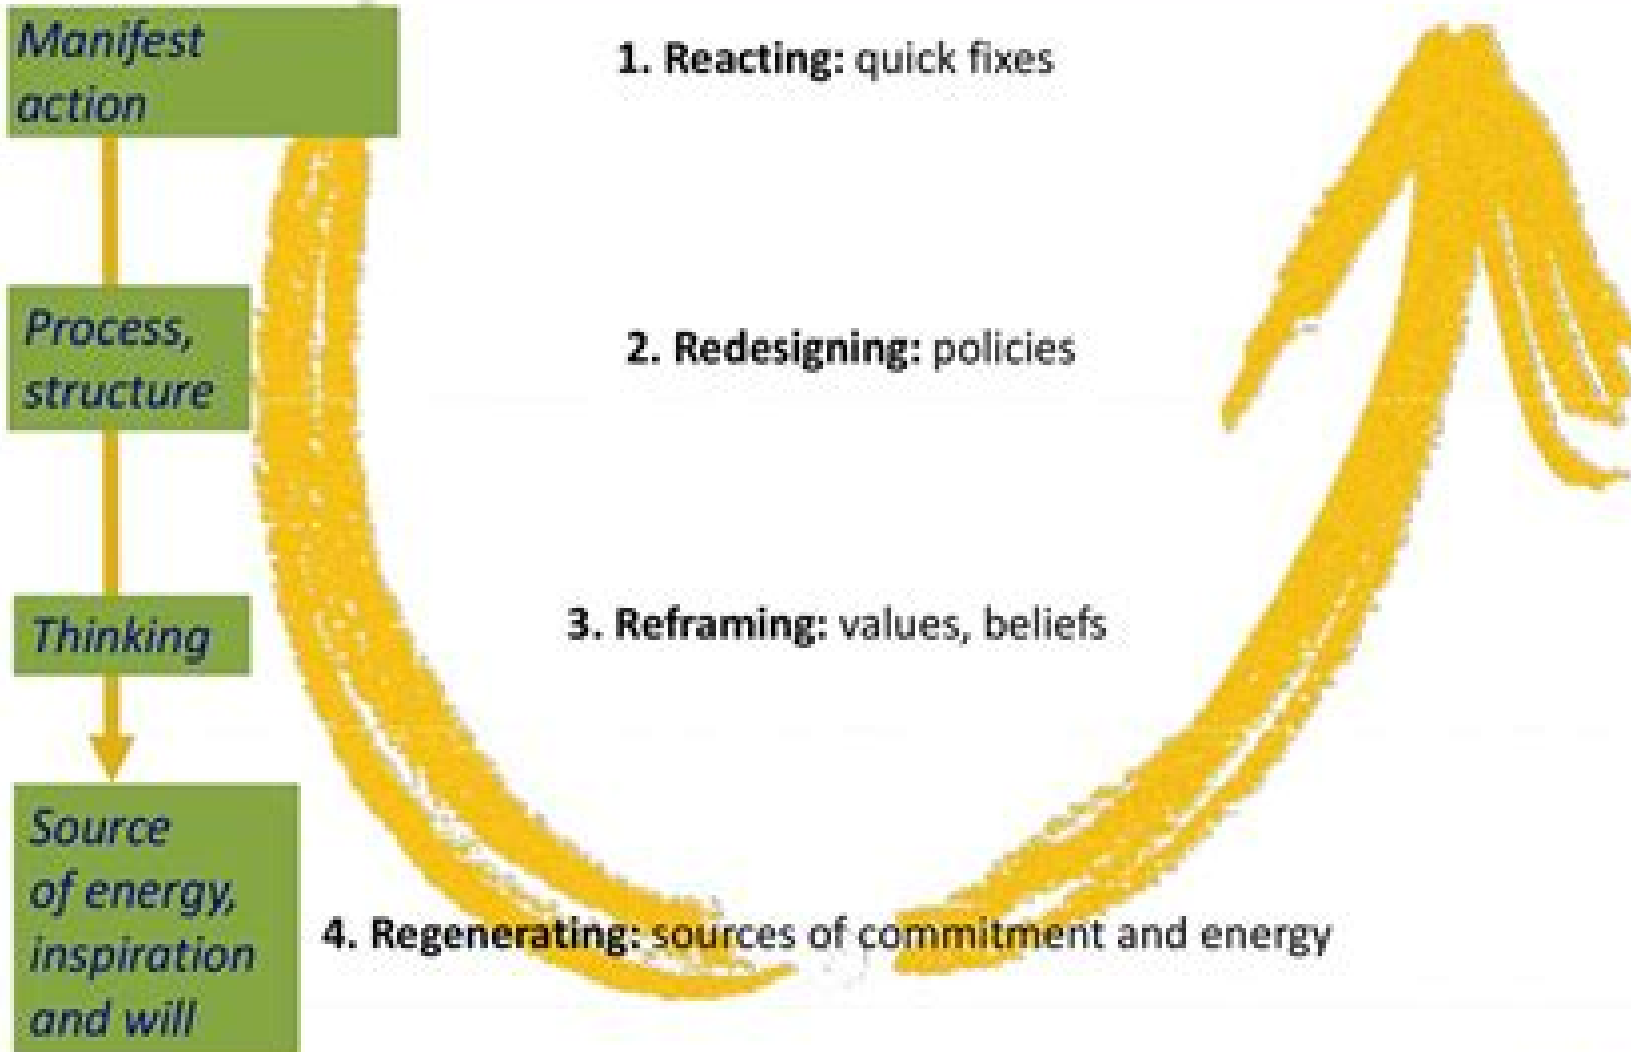 Manifest
action
1. Reacting: quick fixes
Process,
structure
2. Redesigning: policies
Thinking
3. Reframing: values, beliefs
Source
of energy,
inspiration
and will
4. Regenerating: sources of commitment and energy